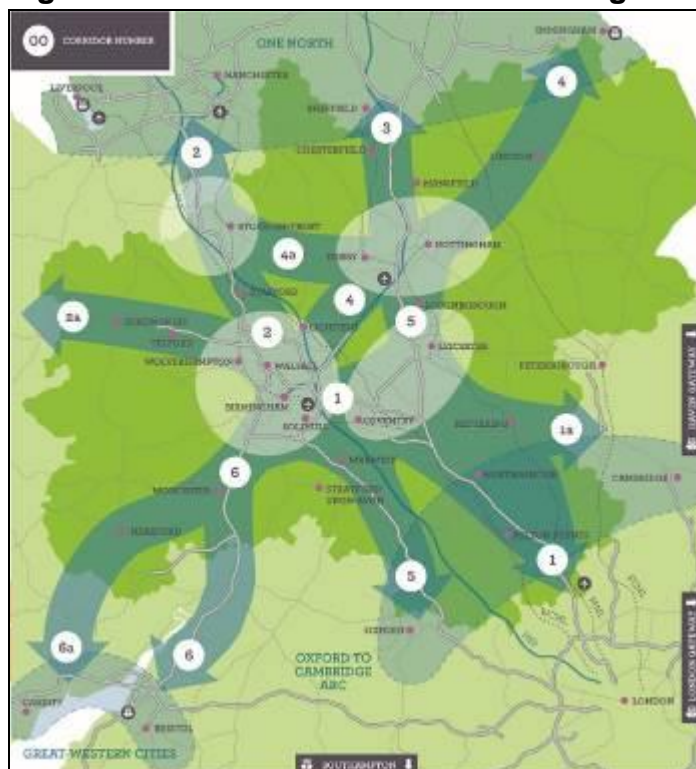 00 CORRIDOR NUMBER
ONE NORTH
IMMINGHAM
MANCHESTER
LIVERPOOL
4
SHEFFIELD
3
2
CHESTERFIELD
LINCOLN
MANSFIELD
STOKE-ON-TRENT
NOTTINGHAM
4a
DERBY
STAFFORD
4
LOUGHBOROUGH
2a
SHREWSBURY
5
2
LICHFIELD
TELFORD
LEICESTER
WOLVERHAMPTON
WALSALL
PETERBOROUGH
1
BIRMINGHAM
SOLIHULL
COVENTRY
KETTERING
1a
WARWICK
6
NORTHAMPTON
CAMBRIDGE
WORCESTER
STRATFORD-
UPON-AVON
HEREFORD
MILTON KEYNES
1
5
OXFORD
HS2
6a
6
OXFORD TO
CAMBRIDGE
ARC
CARDIFF
LONDON
BRISTOL
LONDON GATEWAY
GREAT-WESTERN CITIES
SOUTHAMPTON